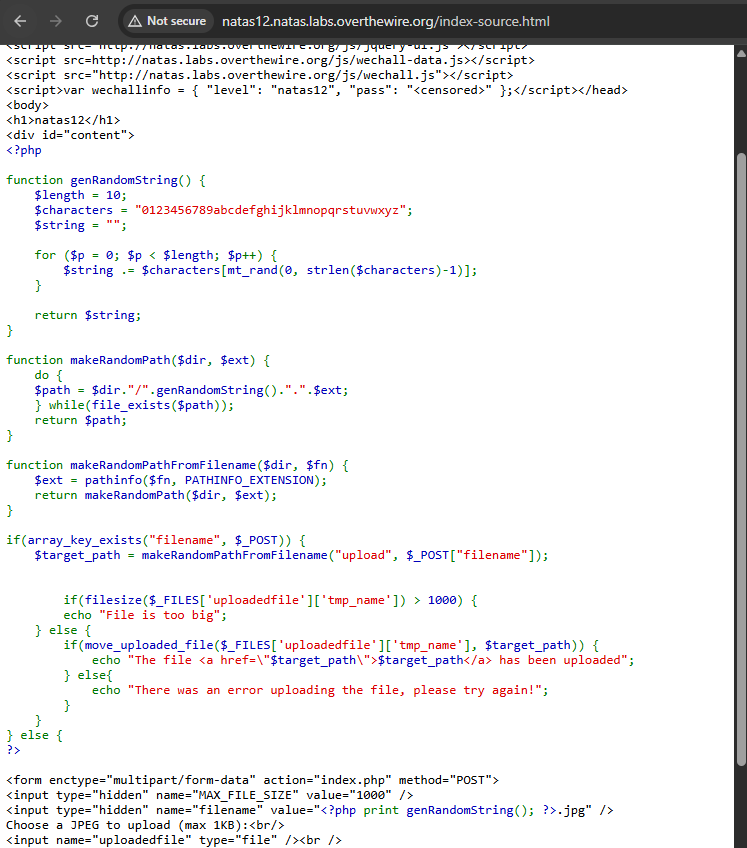 Not secure natas12.natas.labs.overthewire.org/index-source.html
<script src="http://natas.labs.overthewire.org/js/jquery-ui.js"></script>
<script src=http://natas.labs.overthewire.org/js/wechall-data.js></script>
<script src="http://natas.labs.overthewire.org/js/wechall.js"></script>
<script>var wechallinfo = { "level": "natas12", "pass": "<censored>" };</script></head>
<body>
<h1>natas12</h1>
<div id="content">
<?php
function genRandomString() {
$length = 10;
$characters = "0123456789abcdefghijklmnopqrstuvwxyz";
$string = "";
for ($p = 0; $p < $length; $p++) {
$string .= $characters[mt_rand(0, strlen($characters)-1)];
}
return $string;
}
function makeRandomPath($dir, $ext) {
do {
$path = $dir."/".genRandomString().".".$ext;
} while(file_exists($path));
return $path;
}
function makeRandomPathFromFilename($dir, $fn) {
$ext = pathinfo($fn, PATHINFO_EXTENSION);
return makeRandomPath($dir, $ext);
}
if(array_key_exists("filename", $_POST)) {
$target_path = makeRandomPathFromFilename("upload", $_POST["filename"]);
if(filesize($_FILES['uploadedfile']['tmp_name']) > 1000) {
echo "File is too big";
} else {
if(move_uploaded_file($_FILES['uploadedfile']['tmp_name'], $target_path)) {
echo "The file <a href=\"$target_path\">$target_path</a> has been uploaded";
} else{
echo "There was an error uploading the file, please try again!";
}
}
} else {
?>
<form enctype="multipart/form-data" action="index.php" method="POST">
<input type="hidden" name="MAX_FILE_SIZE" value="1000" />
<input type="hidden" name="filename" value="<?php print genRandomString(); ?>.jpg" />
Choose a JPEG to upload (max 1KB):<br/>
<input name="uploadedfile" type="file" /><br />